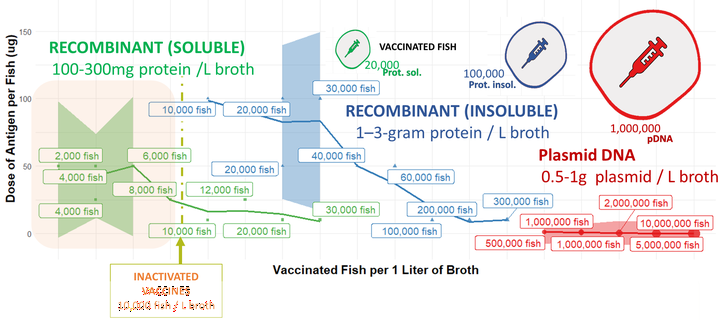 RECOMBINANT (SOLUBLE)
100-300mg protein /L broth
VACCINATED FISH
20,000
Prot. sol.
100,000
Prot. insol.
1,000,000
pDNA
RECOMBINANT (INSOLUBLE)
1–3-gram protein / L broth
Plasmid DNA
0.5-1g plasmid / L broth
Dose of Antigen per Fish (ug)
150
100
50
0
2,000 fish
4,000 fish
4,000 fish
6,000 fish
8,000 fish
12,000 fish
10,000 fish
20,000 fish
30,000 fish
10,000 fish
20,000 fish
30,000 fish
20,000 fish
40,000 fish
60,000 fish
100,000 fish
200,000 fish
300,000 fish
500,000 fish
1,000,000 fish
1,000,000 fish
2,000,000 fish
5,000,000 fish
10,000,000 fish
Vaccinated Fish per 1 Liter of Broth
INACTIVATED
VACCINES
10,000 fish / L broth